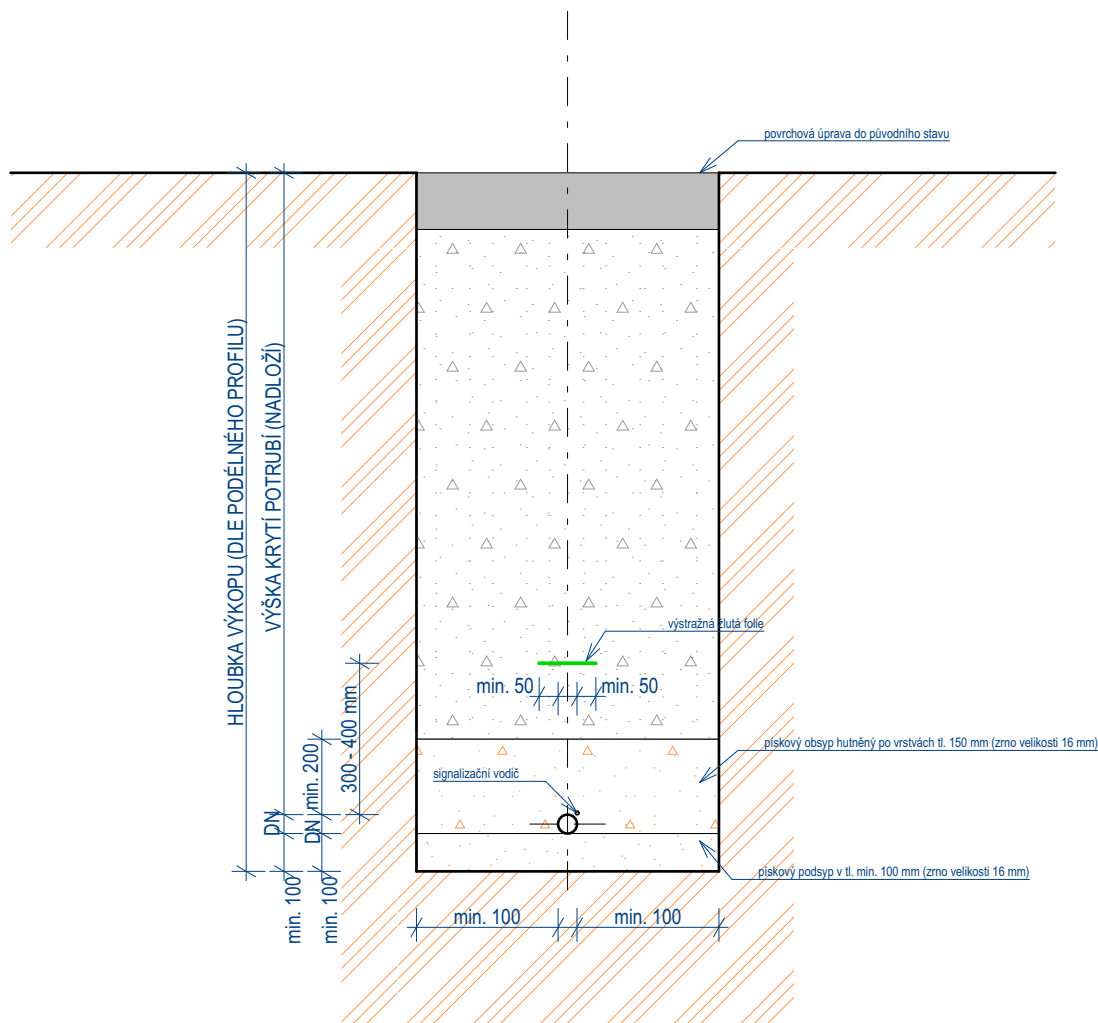 povrchová úprava do původního stavu
HLOUBKA VÝKOPU (DLE PODÉLNÉHO PROFILU)
VÝŠKA KRYTÍ POTRUBÍ (NADLOŽÍ)
výstražná žlutá folie
min. 50
min. 50
300 - 400 mm
min. 200
pískový obsyp hutněný po vrstvách tl. 150 mm (zrno velikosti 16 mm)
signalizační vodič
DN
DN
pískový podsyp v tl. min. 100 mm (zrno velikosti 16 mm)
min. 100
min. 100
min. 100
min. 100